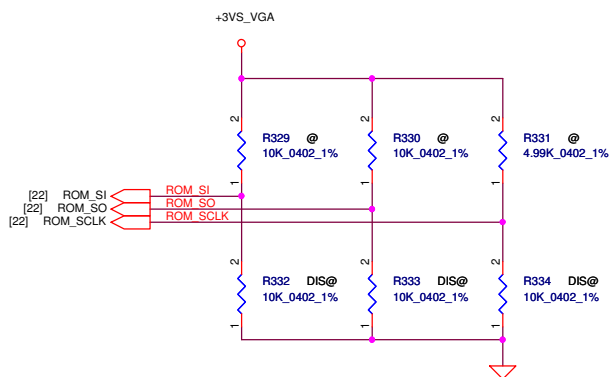 +3VS_VGA
2 2 2
R329 @ R330 @ R331 @
10K_0402_1% 10K_0402_1% 4.99K_0402_1%
1 1 1
[22] ROM_SI ROM_SI
[22] ROM_SO ROM_SO
[22] ROM_SCLK ROM_SCLK
2 2 2
R332 DIS@ R333 DIS@ R334 DIS@
10K_0402_1% 10K_0402_1% 10K_0402_1%
1 1 1